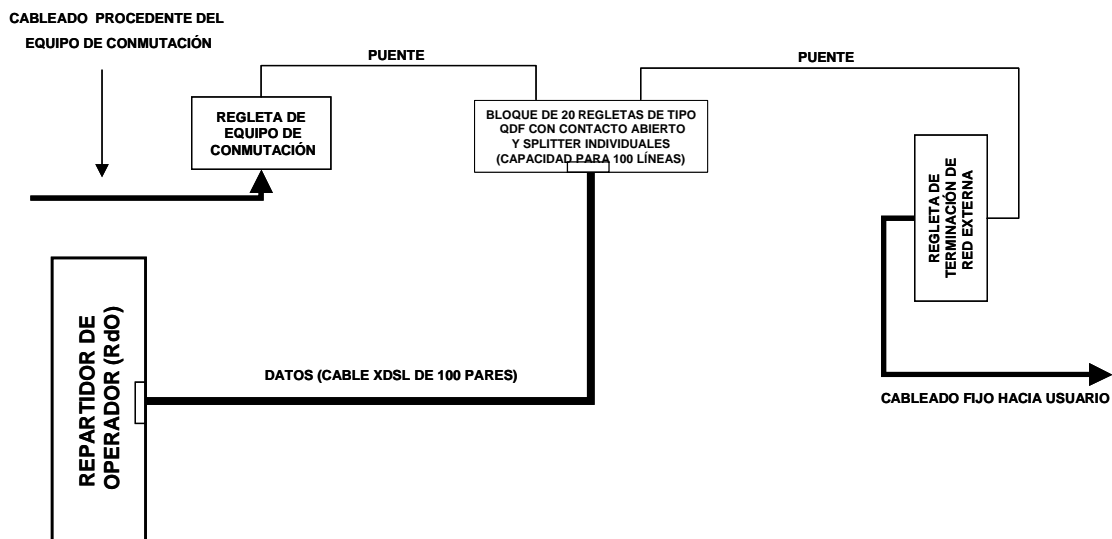 CABLEADO PROCEDENTE DEL
EQUIPO DE CONMUTACIÓN
PUENTE
PUENTE
REGLETA DE
EQUIPO DE
CONMUTACIÓN
BLOQUE DE 20 REGLETAS DE TIPO
QDF CON CONTACTO ABIERTO
Y SPLITTER INDIVIDUALES
(CAPACIDAD PARA 100 LÍNEAS)
REGLETA DE
TERMINACIÓN DE
RED EXTERNA
REPARTIDOR DE
OPERADOR (RdO)
DATOS (CABLE XDSL DE 100 PARES)
CABLEADO FIJO HACIA USUARIO